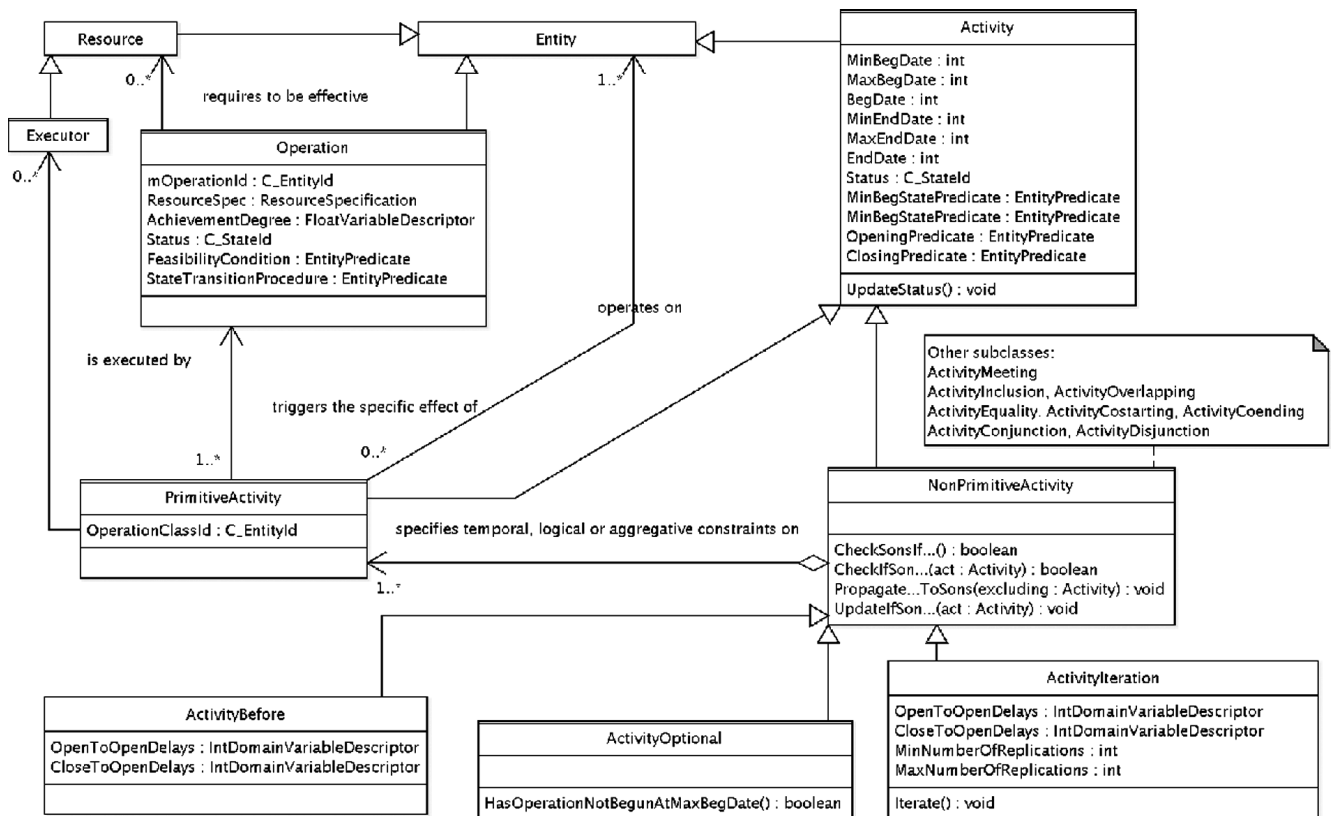 Resource
Entity
Activity
MinBegDate : int
MaxBegDate : int
BegDate : int
MinEndDate : int
MaxEndDate : int
EndDate : int
Status : C_StateId
MinBegStatePredicate : EntityPredicate
MinBegStatePredicate : EntityPredicate
OpeningPredicate : EntityPredicate
ClosingPredicate : EntityPredicate
UpdateStatus() : void
0..*
1..*
requires to be effective
Executor
0..*
Operation
mOperationId : C_EntityId
ResourceSpec : ResourceSpecification
AchievementDegree : FloatVariableDescriptor
Status : C_StateId
FeasibilityCondition : EntityPredicate
StateTransitionProcedure : EntityPredicate
operates on
is executed by
triggers the specific effect of
Other subclasses:
ActivityMeeting
ActivityInclusion, ActivityOverlapping
ActivityEquality. ActivityCostarting, ActivityCoending
ActivityConjunction, ActivityDisjunction
1..*
0..*
PrimitiveActivity
OperationClassId : C_EntityId
specifies temporal, logical or aggregative constraints on
1..*
NonPrimitiveActivity
CheckSonsIf...() : boolean
CheckIfSon...(act : Activity) : boolean
Propagate...ToSons(excluding : Activity) : void
UpdateIfSon...(act : Activity) : void
ActivityBefore
OpenToOpenDelays : IntDomainVariableDescriptor
CloseToOpenDelays : IntDomainVariableDescriptor
ActivityOptional
HasOperationNotBegunAtMaxBegDate() : boolean
ActivityIteration
OpenToOpenDelays : IntDomainVariableDescriptor
CloseToOpenDelays : IntDomainVariableDescriptor
MinNumberOfReplications : int
MaxNumberOfReplications : int
Iterate() : void